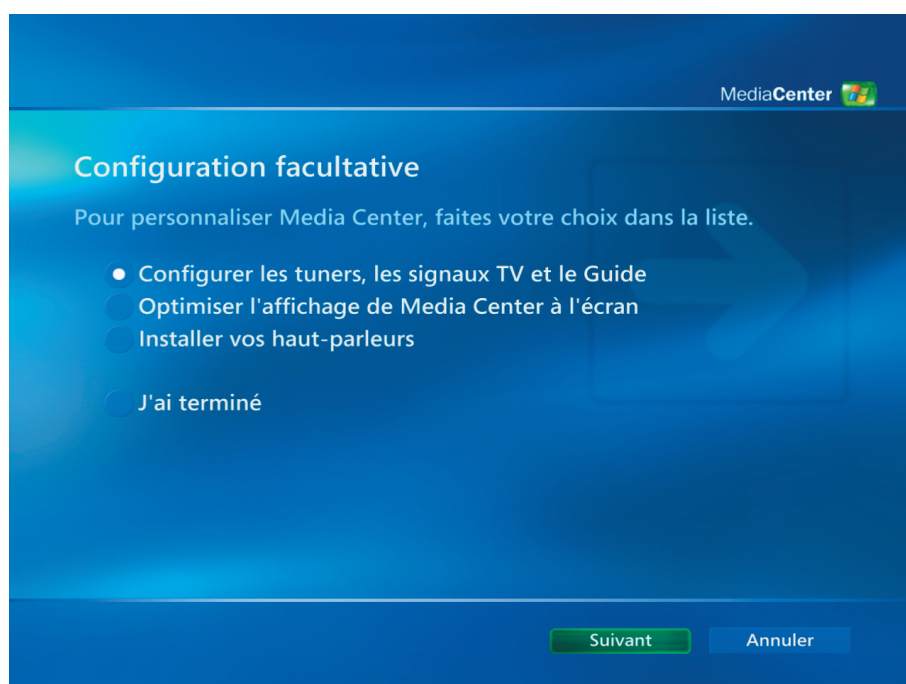 MediaCenter
Configuration facultative
Pour personnaliser Media Center, faites votre choix dans la liste.
Configurer les tuners, les signaux TV et le Guide
Optimiser l'affichage de Media Center à l'écran
Installer vos haut-parleurs
J'ai terminé
Suivant Annuler